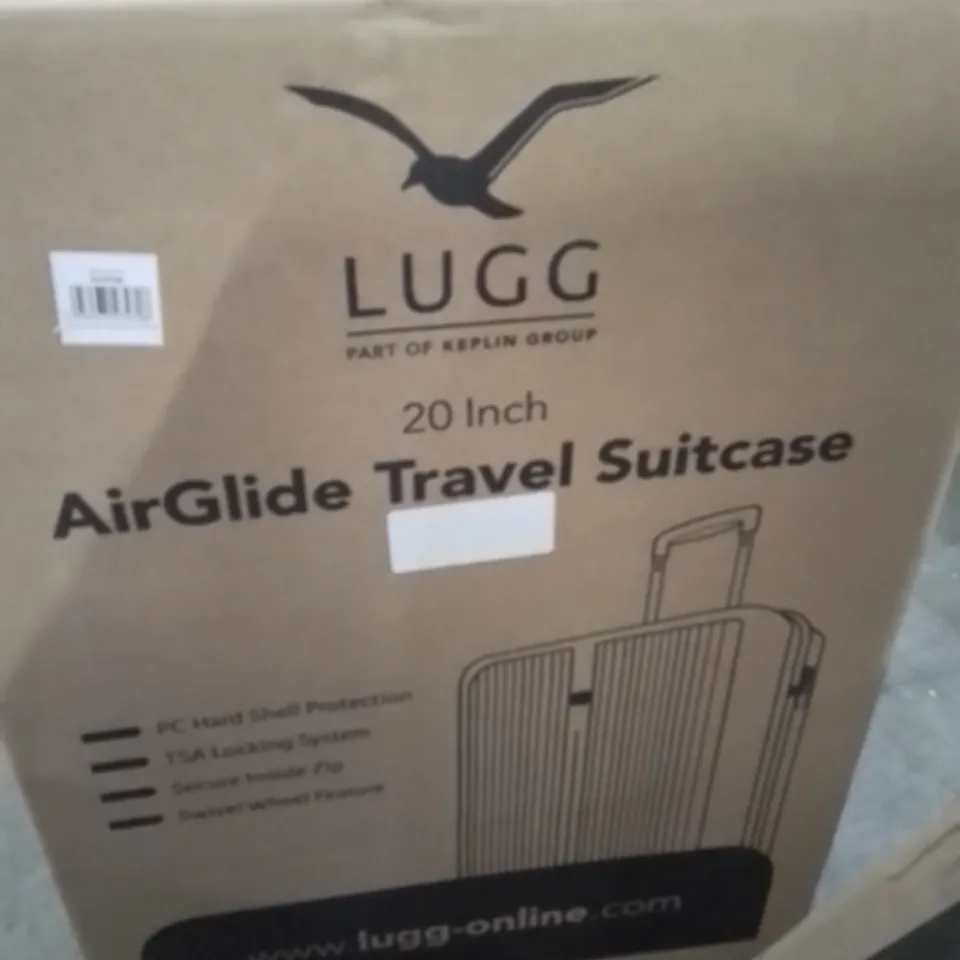 LUGG
PART OF KEPLIN GROUP
20 Inch
AirGlide Travel Suitcase
PC Hard Shell Protection
TSA Locking System
Secure Inside Zip
Swivel Wheel Feature
www.lugg-online.com